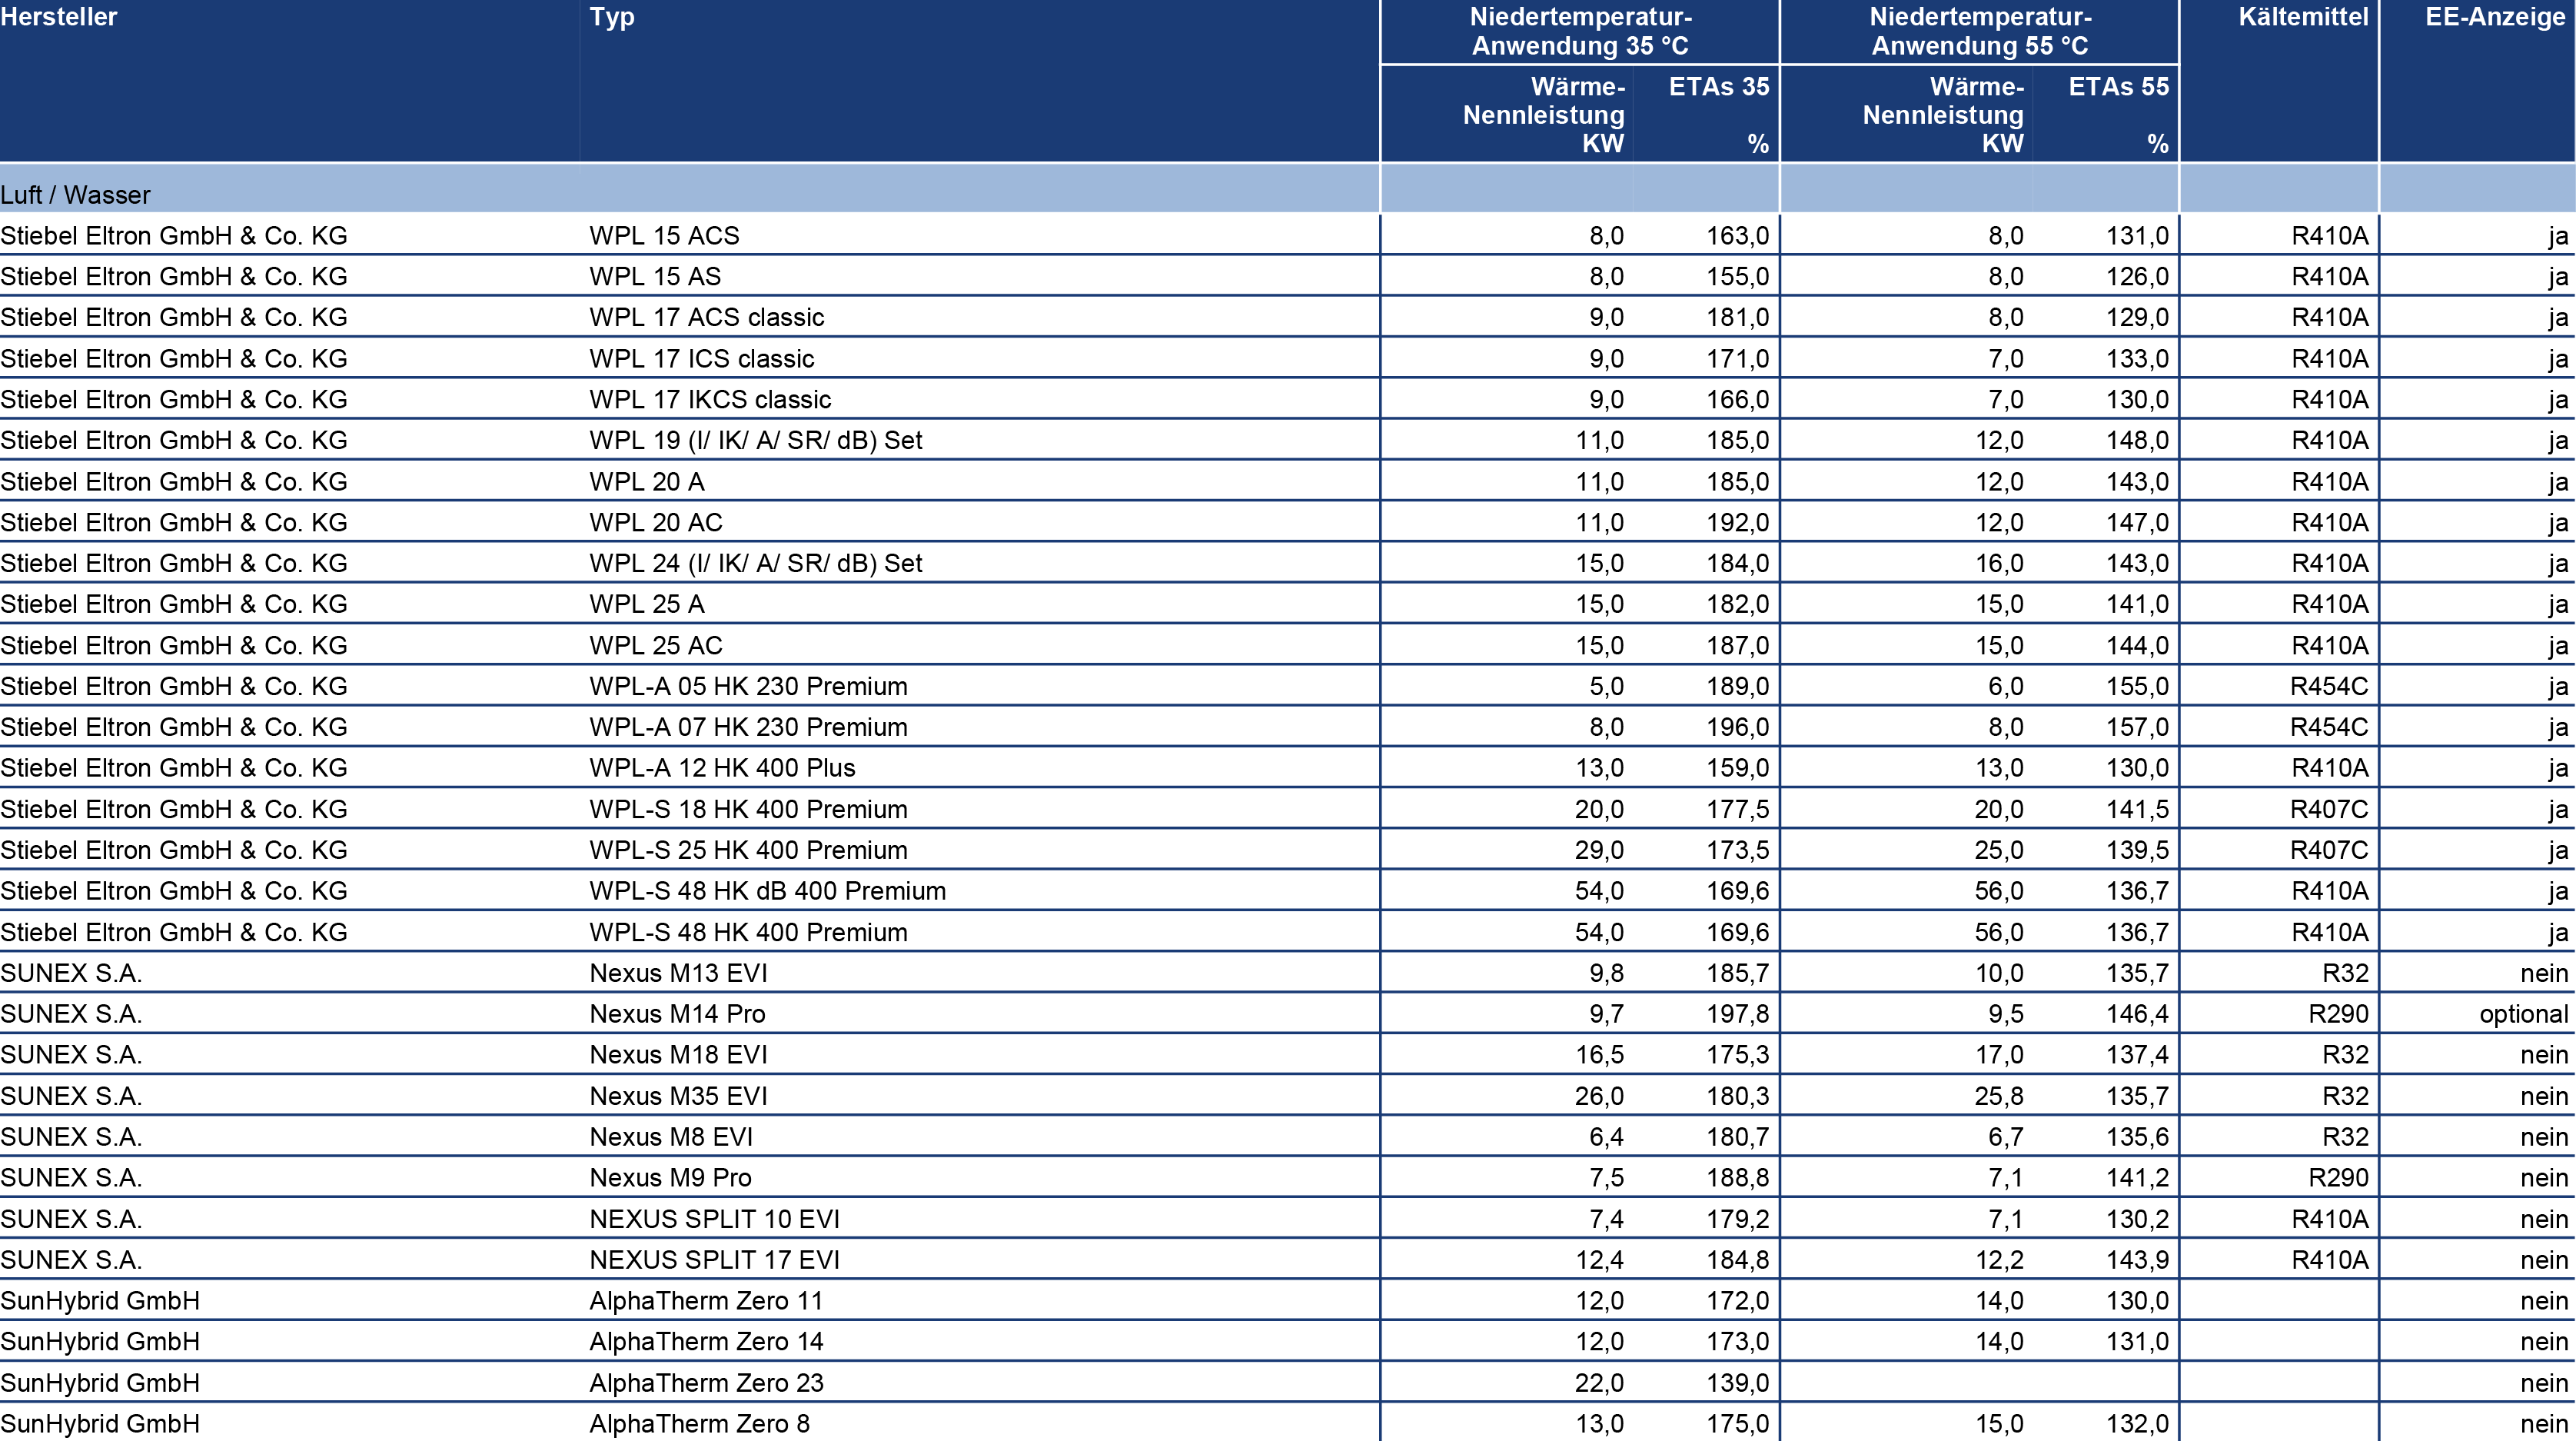 Hersteller Typ Niedertemperatur- Niedertemperatur- Kältemittel EE-Anzeige
Anwendung 35 °C Anwendung 55 °C
Wärme- ETAs 35 Wärme- ETAs 55
Nennleistung Nennleistung
KW % KW %
Luft / Wasser
Stiebel Eltron GmbH & Co. KG WPL 15 ACS 8,0 163,0 8,0 131,0 R410A ja
Stiebel Eltron GmbH & Co. KG WPL 15 AS 8,0 155,0 8,0 126,0 R410A ja
Stiebel Eltron GmbH & Co. KG WPL 17 ACS classic 9,0 181,0 8,0 129,0 R410A ja
Stiebel Eltron GmbH & Co. KG WPL 17 ICS classic 9,0 171,0 7,0 133,0 R410A ja
Stiebel Eltron GmbH & Co. KG WPL 17 IKCS classic 9,0 166,0 7,0 130,0 R410A ja
Stiebel Eltron GmbH & Co. KG WPL 19 (I/ IK/ A/ SR/ dB) Set 11,0 185,0 12,0 148,0 R410A ja
Stiebel Eltron GmbH & Co. KG WPL 20 A 11,0 185,0 12,0 143,0 R410A ja
Stiebel Eltron GmbH & Co. KG WPL 20 AC 11,0 192,0 12,0 147,0 R410A ja
Stiebel Eltron GmbH & Co. KG WPL 24 (I/ IK/ A/ SR/ dB) Set 15,0 184,0 16,0 143,0 R410A ja
Stiebel Eltron GmbH & Co. KG WPL 25 A 15,0 182,0 15,0 141,0 R410A ja
Stiebel Eltron GmbH & Co. KG WPL 25 AC 15,0 187,0 15,0 144,0 R410A ja
Stiebel Eltron GmbH & Co. KG WPL-A 05 HK 230 Premium 5,0 189,0 6,0 155,0 R454C ja
Stiebel Eltron GmbH & Co. KG WPL-A 07 HK 230 Premium 8,0 196,0 8,0 157,0 R454C ja
Stiebel Eltron GmbH & Co. KG WPL-A 12 HK 400 Plus 13,0 159,0 13,0 130,0 R410A ja
Stiebel Eltron GmbH & Co. KG WPL-S 18 HK 400 Premium 20,0 177,5 20,0 141,5 R407C ja
Stiebel Eltron GmbH & Co. KG WPL-S 25 HK 400 Premium 29,0 173,5 25,0 139,5 R407C ja
Stiebel Eltron GmbH & Co. KG WPL-S 48 HK dB 400 Premium 54,0 169,6 56,0 136,7 R410A ja
Stiebel Eltron GmbH & Co. KG WPL-S 48 HK 400 Premium 54,0 169,6 56,0 136,7 R410A ja
SUNEX S.A. Nexus M13 EVI 9,8 185,7 10,0 135,7 R32 nein
SUNEX S.A. Nexus M14 Pro 9,7 197,8 9,5 146,4 R290 optional
SUNEX S.A. Nexus M18 EVI 16,5 175,3 17,0 137,4 R32 nein
SUNEX S.A. Nexus M35 EVI 26,0 180,3 25,8 135,7 R32 nein
SUNEX S.A. Nexus M8 EVI 6,4 180,7 6,7 135,6 R32 nein
SUNEX S.A. Nexus M9 Pro 7,5 188,8 7,1 141,2 R290 nein
SUNEX S.A. NEXUS SPLIT 10 EVI 7,4 179,2 7,1 130,2 R410A nein
SUNEX S.A. NEXUS SPLIT 17 EVI 12,4 184,8 12,2 143,9 R410A nein
SunHybrid GmbH AlphaTherm Zero 11 12,0 172,0 14,0 130,0 nein
SunHybrid GmbH AlphaTherm Zero 14 12,0 173,0 14,0 131,0 nein
SunHybrid GmbH AlphaTherm Zero 23 22,0 139,0 nein
SunHybrid GmbH AlphaTherm Zero 8 13,0 175,0 15,0 132,0 nein